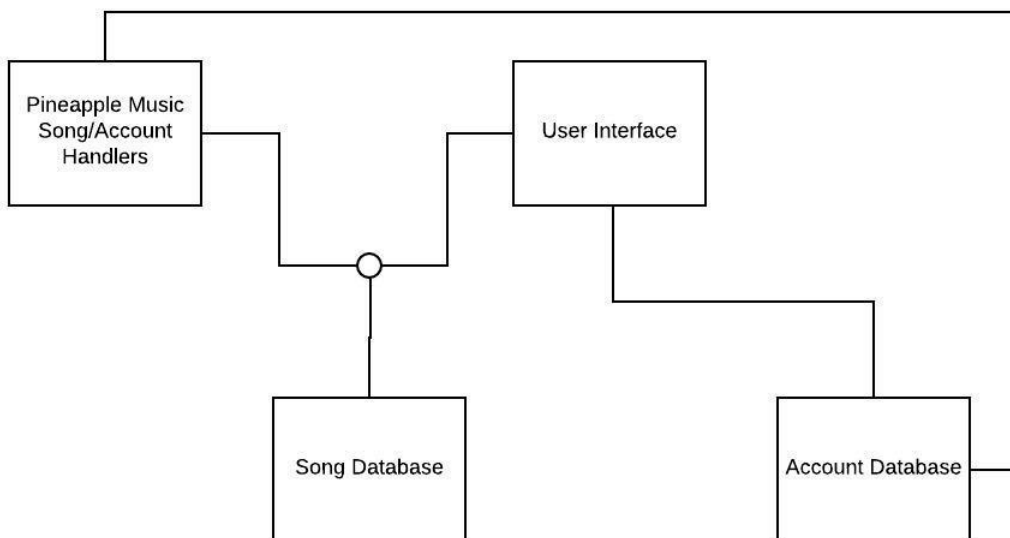 Pineapple Music
Song/Account
Handlers
User Interface
Song Database
Account Database